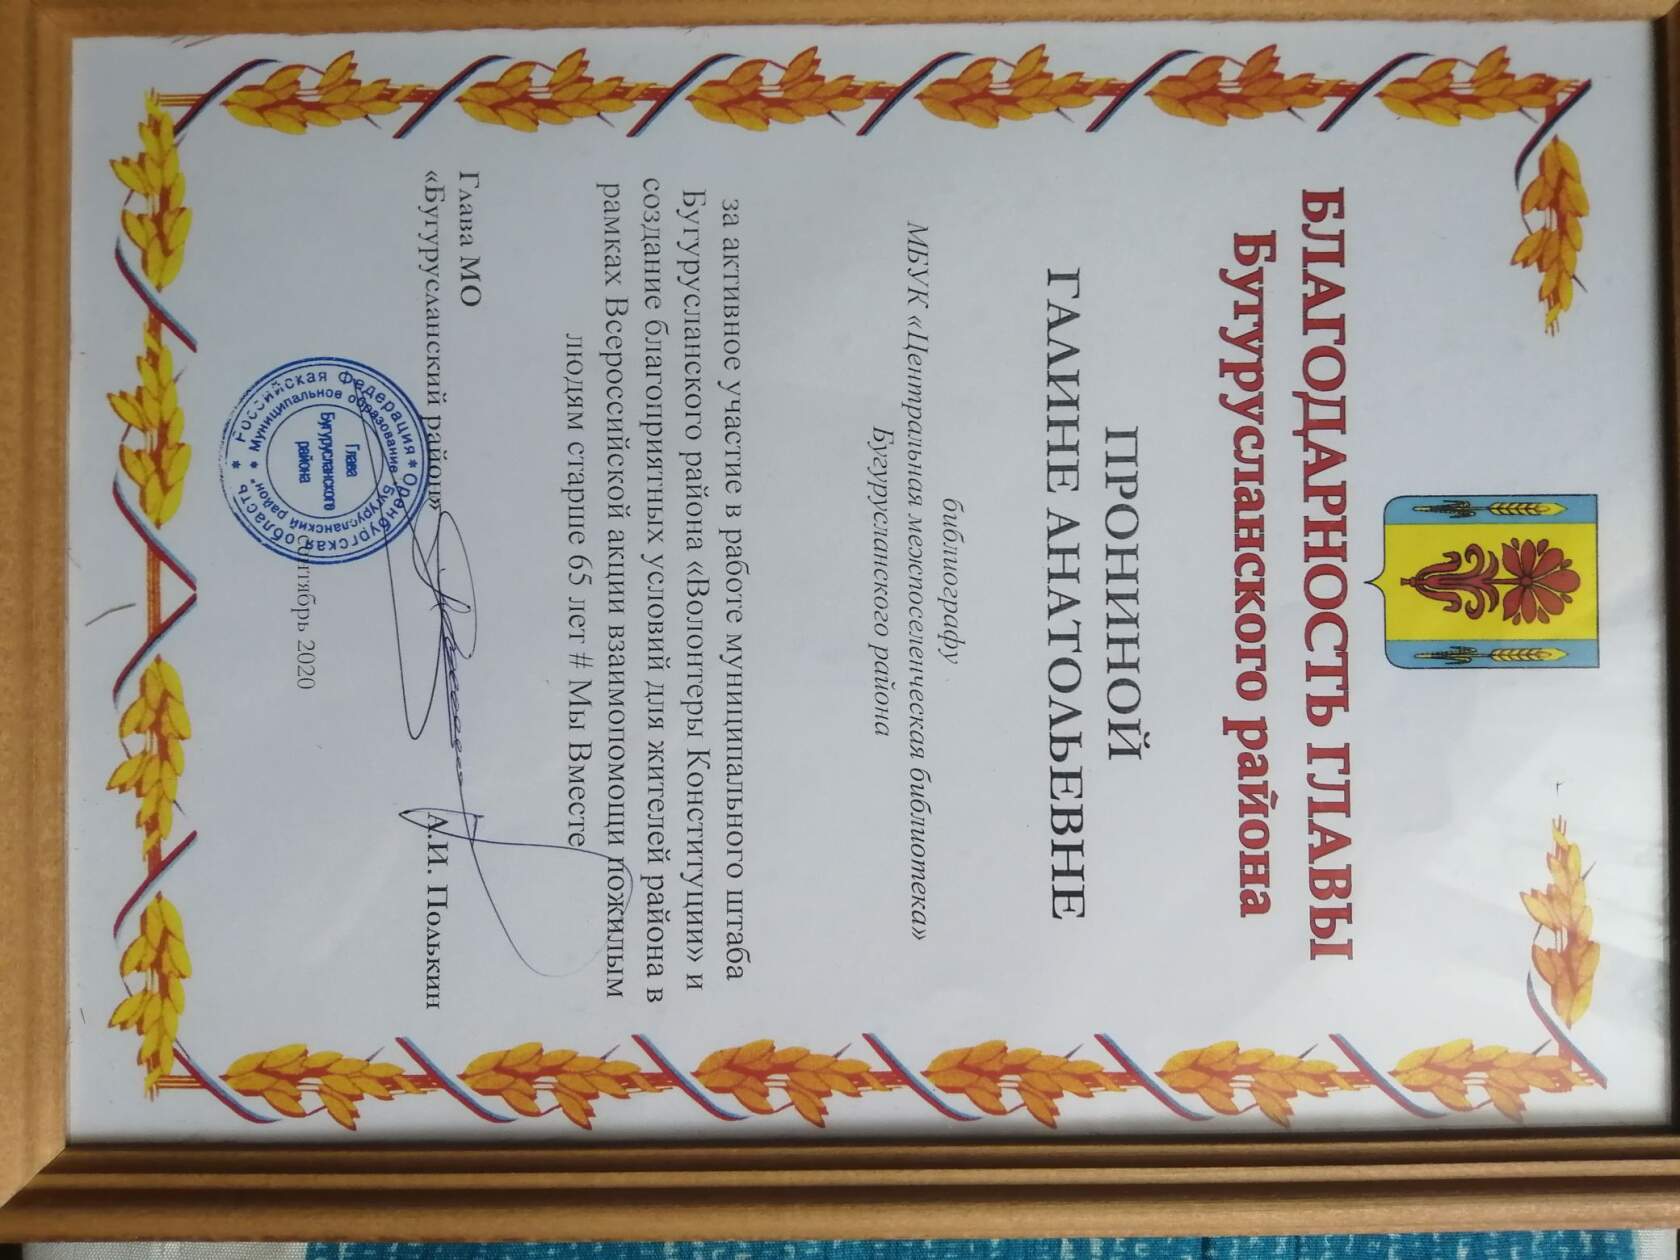 БЛАГОДАРНОСТЬ ГЛАВЫ
Бугурусланского района
ПРОНИНОЙ
ГАЛИНЕ АНАТОЛЬЕВНЕ
библиографу
МБУК «Центральная межпоселенческая библиотека»
Бугурусланского района
за активное участие в работе муниципального штаба
Бугурусланского района «Волонтеры Конституции» и
создание благоприятных условий для жителей района в
рамках Всероссийской акции взаимопомощи пожилым
людям старше 65 лет # Мы Вместе
Глава МО
«Бугурусланский район»
А.И. Полькин
Российская Федерация * Оренбургская область *
Муниципальное образование "Бугурусланский район" *
Глава
Бугурусланского
района
Сентябрь 2020